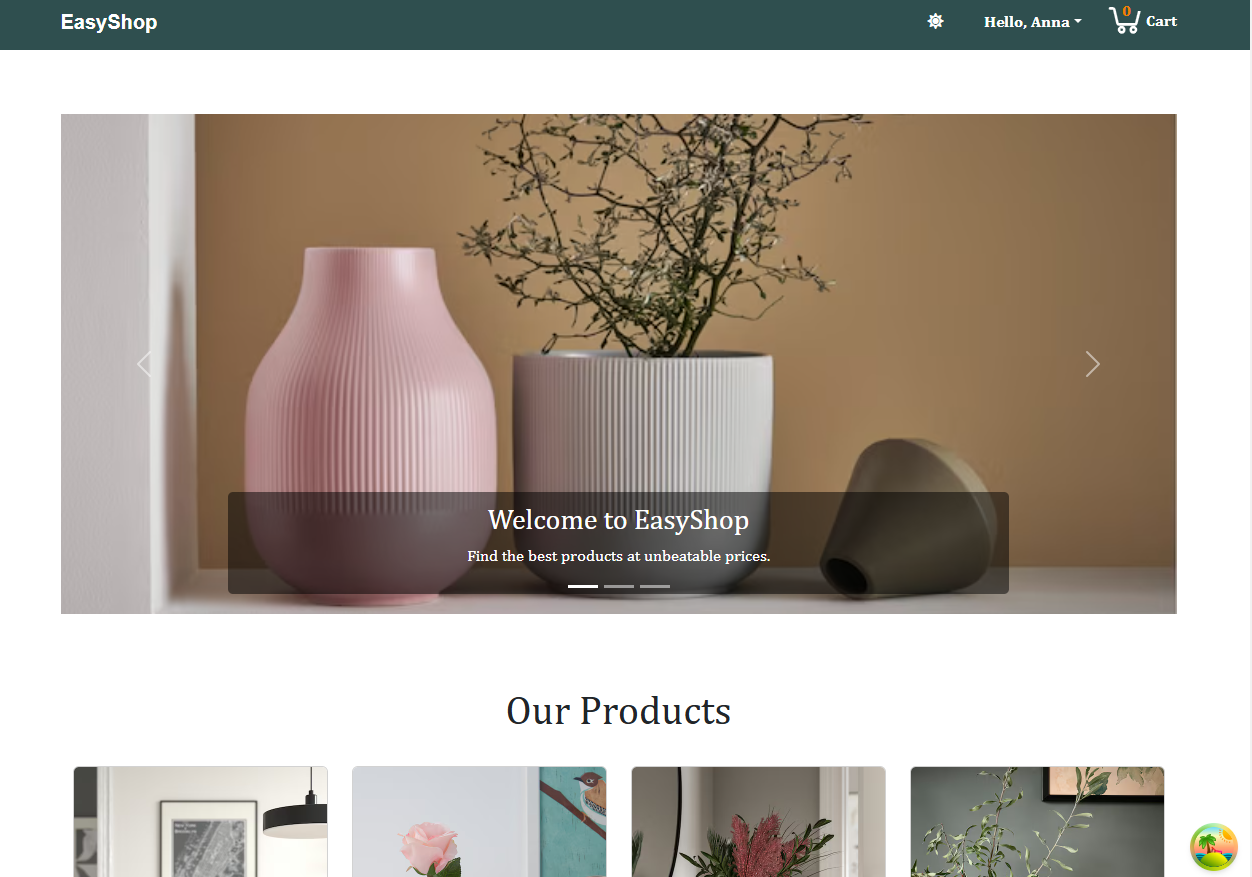 EasyShop
Hello, Anna
0
Cart
Welcome to EasyShop
Find the best products at unbeatable prices.
Our Products